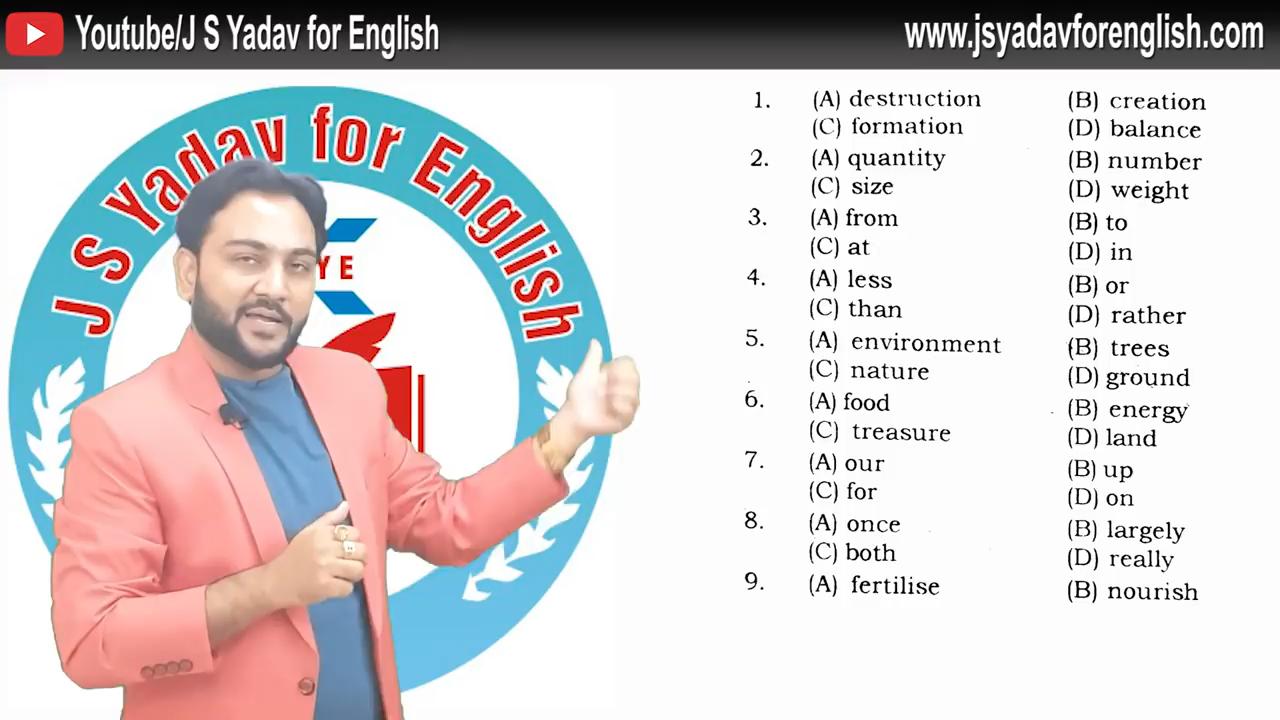 Youtube/J S Yadav for English
www.jsyadavforenglish.com
J S Yadav for English
YE
1. (A) destruction (B) creation
(C) formation (D) balance
2. (A) quantity (B) number
(C) size (D) weight
3. (A) from (B) to
(C) at (D) in
4. (A) less (B) or
(C) than (D) rather
5. (A) environment (B) trees
(C) nature (D) ground
6. (A) food (B) energy
(C) treasure (D) land
7. (A) our (B) up
(C) for (D) on
8. (A) once (B) largely
(C) both (D) really
9. (A) fertilise (B) nourish